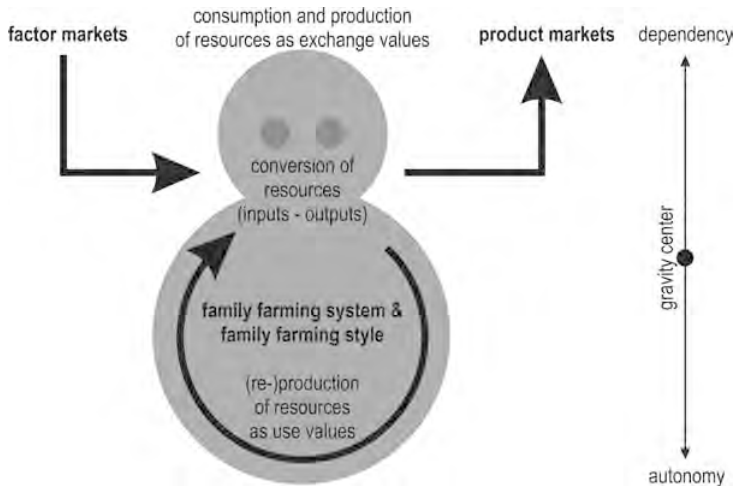 consumption and production
of resources as exchange values
factor markets
product markets
dependency
conversion of
resources
(inputs - outputs)
gravity center
family farming system &
family farming style
(re-)production
of resources
as use values
autonomy